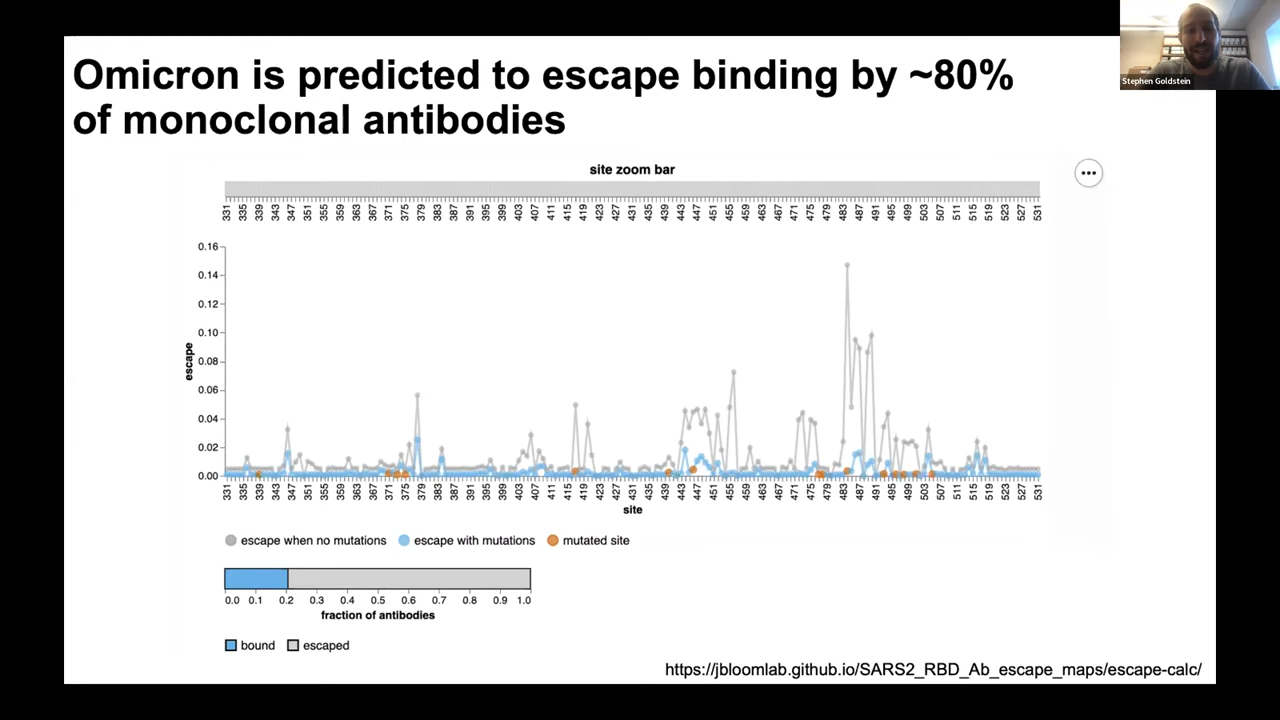 Omicron is predicted to escape binding by ~80%
of monoclonal antibodies
Stephen Goldstein
site zoom bar
331 335 339 343 347 351 355 359 363 367 371 375 379 383 387 391 395 399 403 407 411 415 419 423 427 431 435 439 443 447 451 455 459 463 467 471 475 479 483 487 491 495 499 503 507 511 515 519 523 527 531
0.16
0.14
0.12
0.10
0.08
0.06
0.04
0.02
0.00
escape
331 335 339 343 347 351 355 359 363 367 371 375 379 383 387 391 395 399 403 407 411 415 419 423 427 431 435 439 443 447 451 455 459 463 467 471 475 479 483 487 491 495 499 503 507 511 515 519 523 527 531
site
escape when no mutations escape with mutations mutated site
0.0 0.1 0.2 0.3 0.4 0.5 0.6 0.7 0.8 0.9 1.0
fraction of antibodies
bound escaped
https://jbloomlab.github.io/SARS2_RBD_Ab_escape_maps/escape-calc/